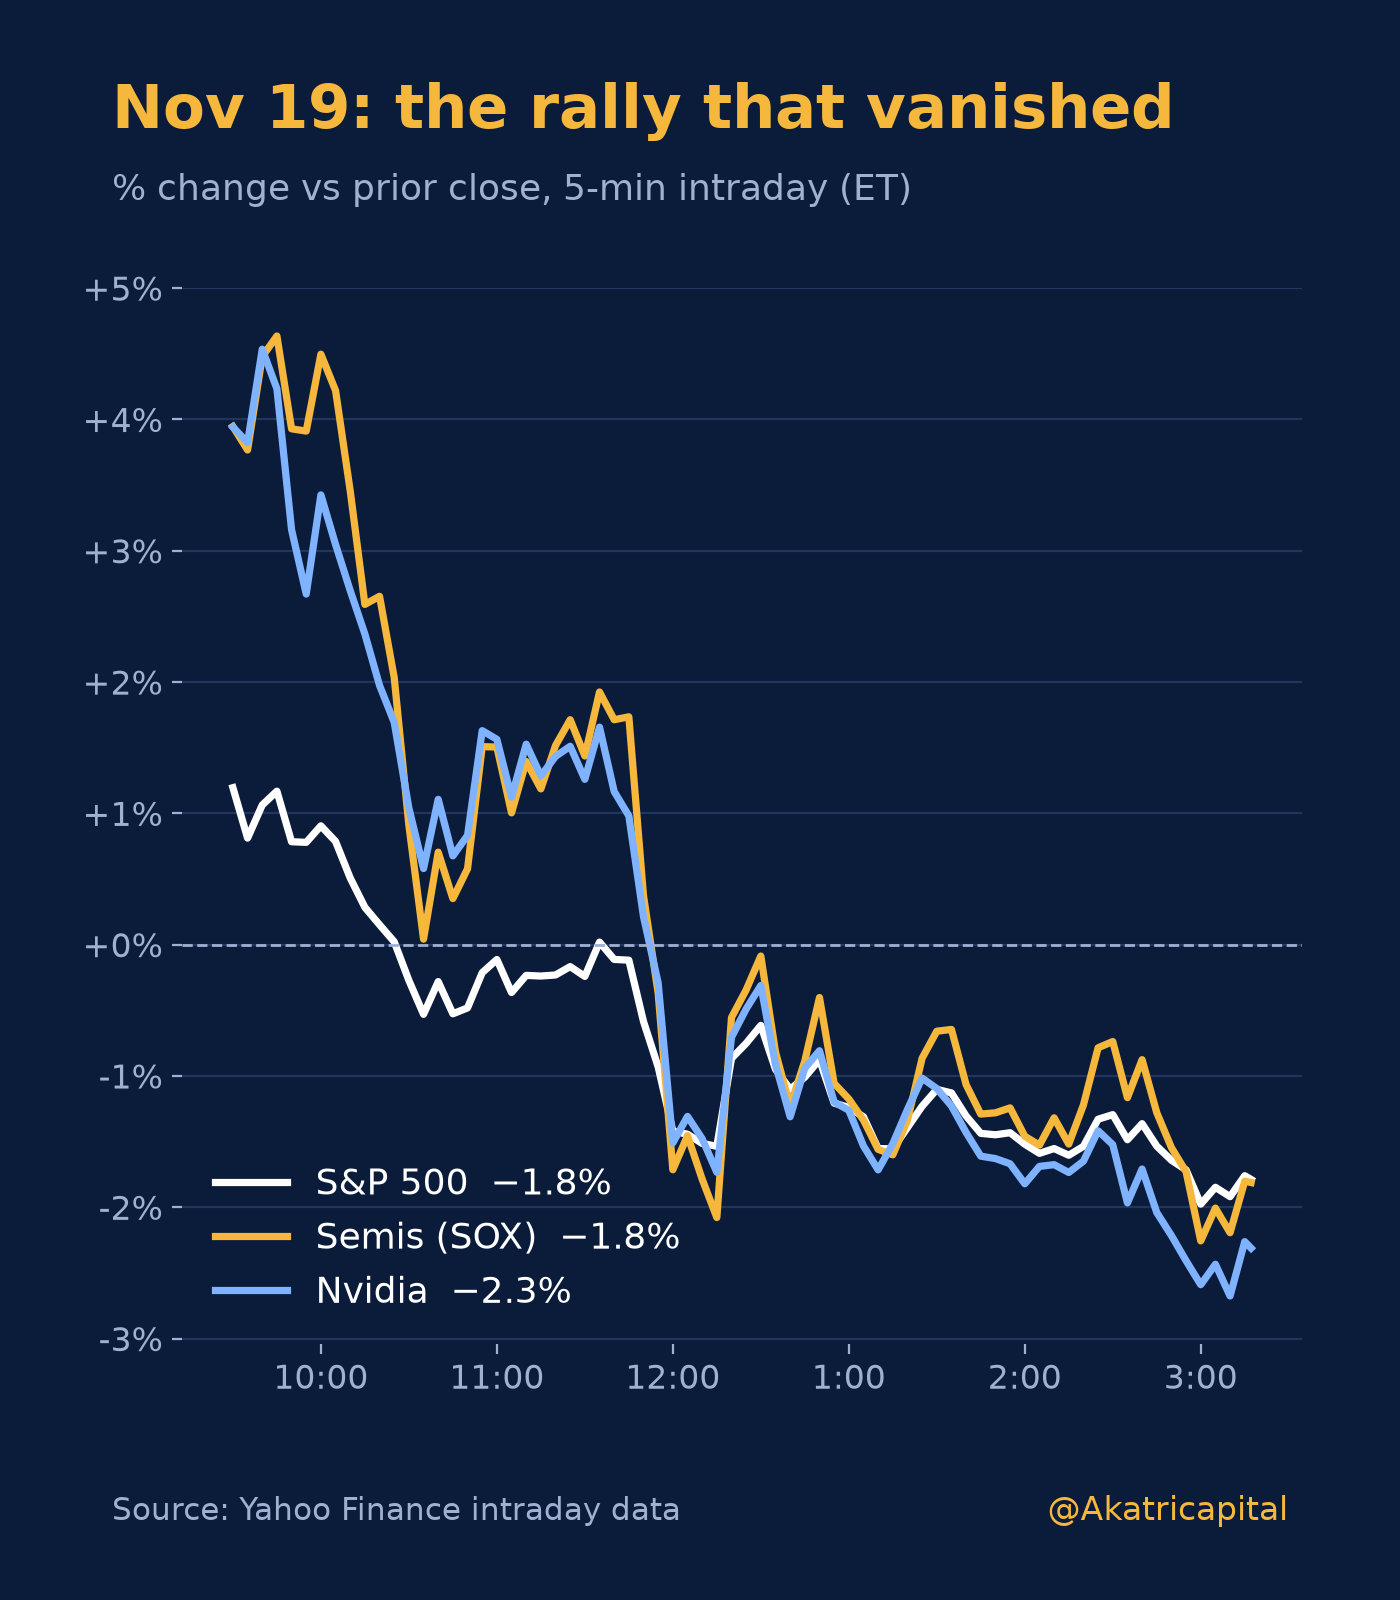 Nov 19: the rally that vanished
% change vs prior close, 5-min intraday (ET)
+5%
+4%
+3%
+2%
+1%
+0%
-1%
-2%
-3%
S&P 500 −1.8%
Semis (SOX) −1.8%
Nvidia −2.3%
10:00 11:00 12:00 1:00 2:00 3:00
Source: Yahoo Finance intraday data
@Akatricapital